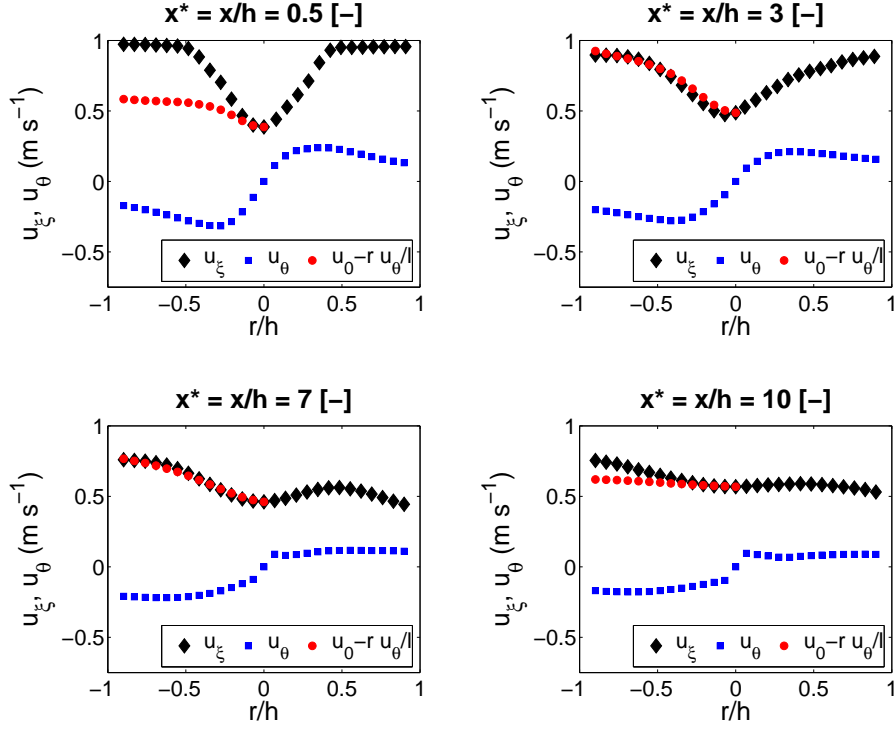 x* = x/h = 0.5 [−]
1
0.5
0
−0.5
u_ξ, u_θ (m s⁻¹)
u_ξ u_θ u_0−r u_θ/l
−1 −0.5 0 0.5 1
r/h
x* = x/h = 3 [−]
1
0.5
0
−0.5
u_ξ, u_θ (m s⁻¹)
u_ξ u_θ u_0−r u_θ/l
−1 −0.5 0 0.5 1
r/h
x* = x/h = 7 [−]
1
0.5
0
−0.5
u_ξ, u_θ (m s⁻¹)
u_ξ u_θ u_0−r u_θ/l
−1 −0.5 0 0.5 1
r/h
x* = x/h = 10 [−]
1
0.5
0
−0.5
u_ξ, u_θ (m s⁻¹)
u_ξ u_θ u_0−r u_θ/l
−1 −0.5 0 0.5 1
r/h